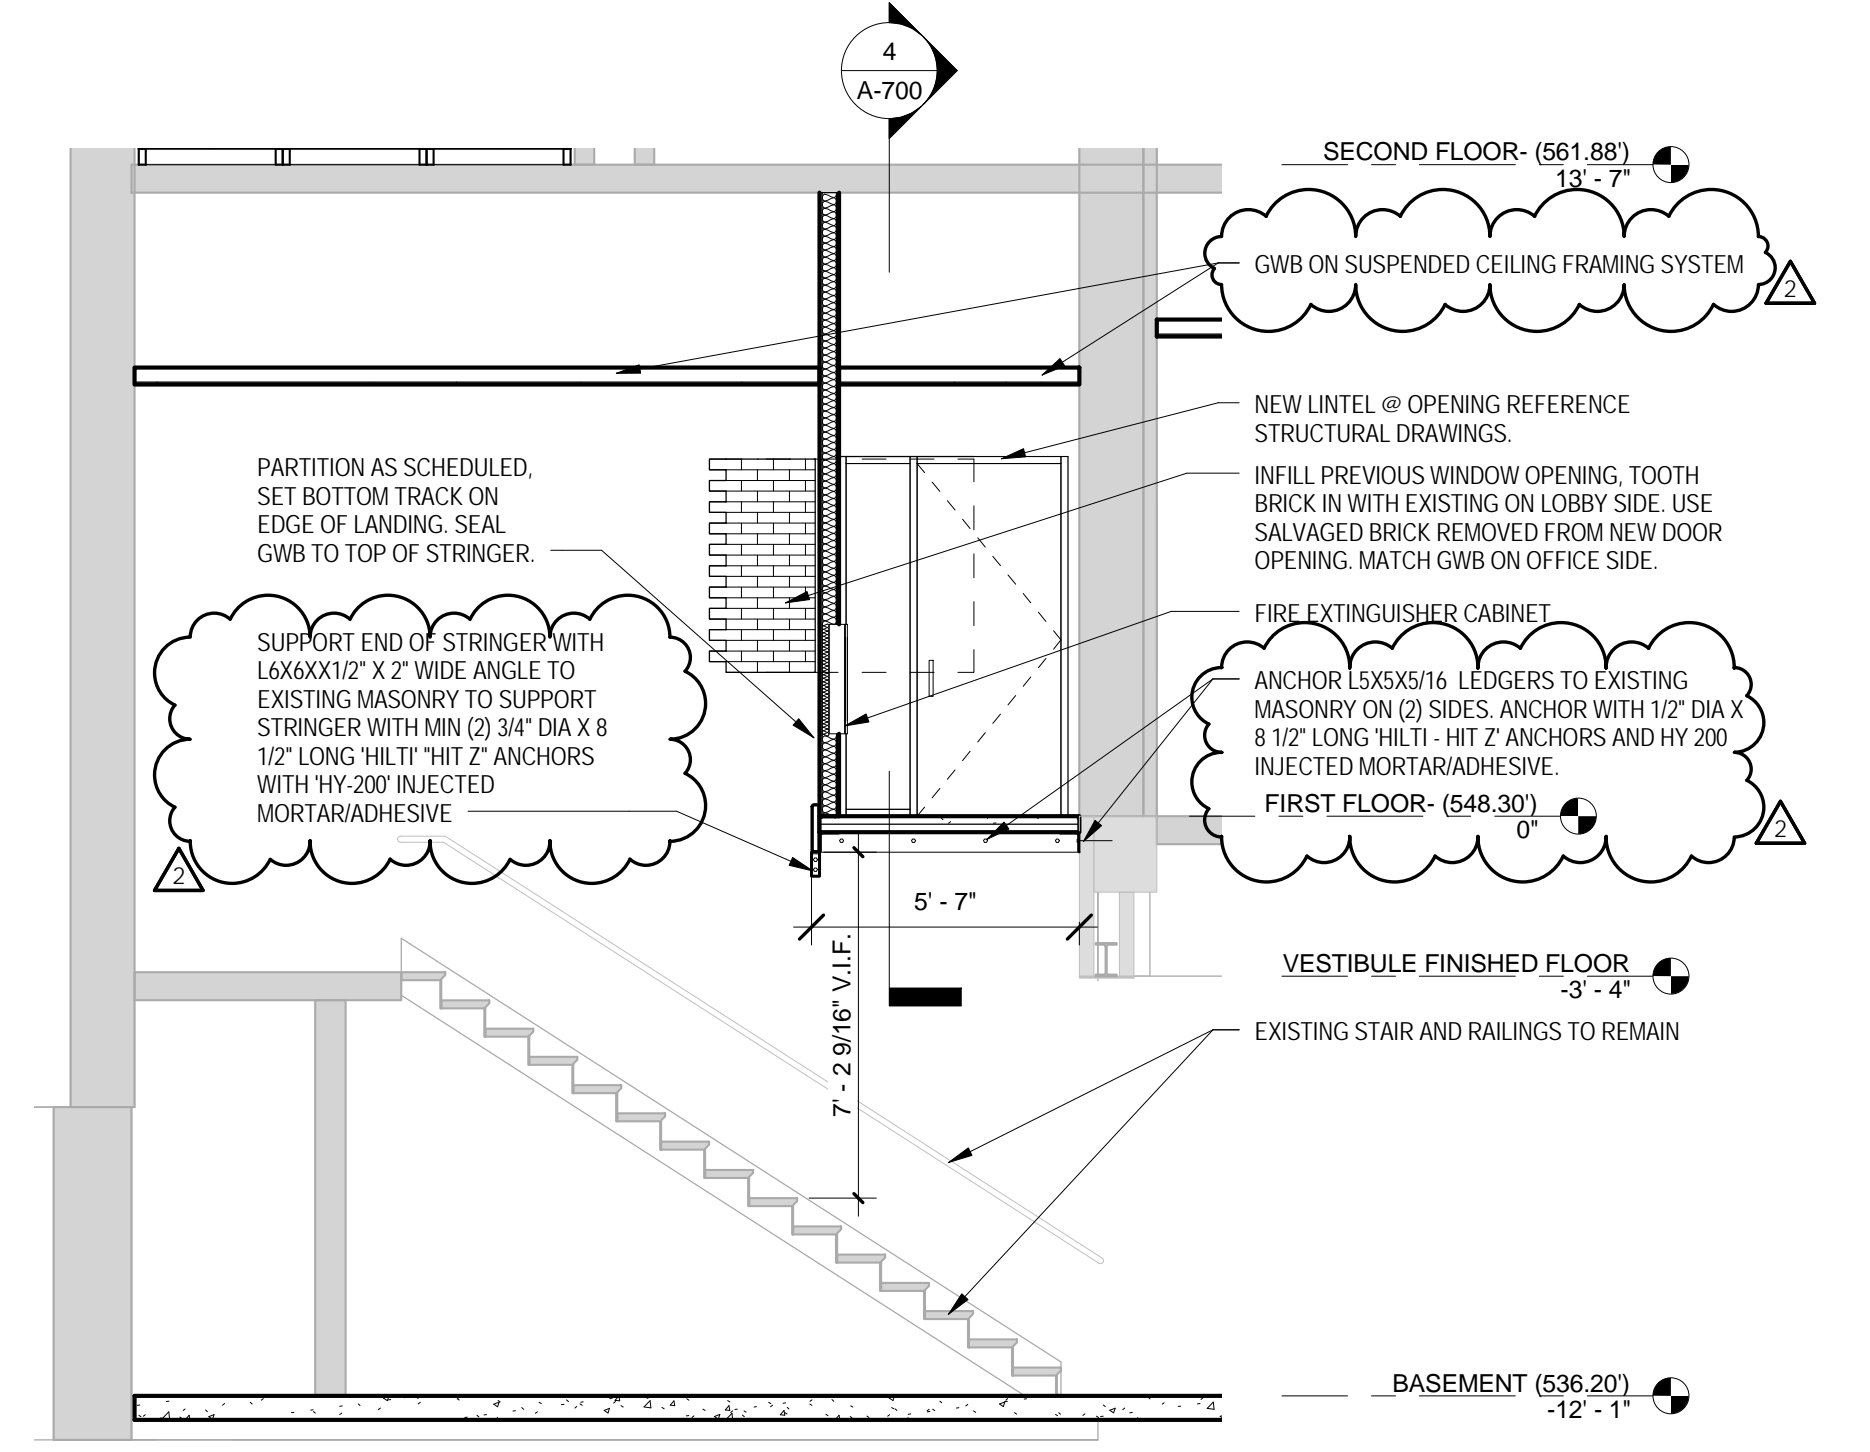 4
A-700
SECOND FLOOR- (561.88')
13' - 7"
GWB ON SUSPENDED CEILING FRAMING SYSTEM
2
NEW LINTEL @ OPENING REFERENCE
STRUCTURAL DRAWINGS.
INFILL PREVIOUS WINDOW OPENING, TOOTH
BRICK IN WITH EXISTING ON LOBBY SIDE. USE
SALVAGED BRICK REMOVED FROM NEW DOOR
OPENING. MATCH GWB ON OFFICE SIDE.
FIRE EXTINGUISHER CABINET
PARTITION AS SCHEDULED,
SET BOTTOM TRACK ON
EDGE OF LANDING. SEAL
GWB TO TOP OF STRINGER.
SUPPORT END OF STRINGER WITH
L6X6XX1/2" X 2" WIDE ANGLE TO
EXISTING MASONRY TO SUPPORT
STRINGER WITH MIN (2) 3/4" DIA X 8
1/2" LONG 'HILTI' "HIT Z" ANCHORS
WITH 'HY-200' INJECTED
MORTAR/ADHESIVE
2
ANCHOR L5X5X5/16 LEDGERS TO EXISTING
MASONRY ON (2) SIDES. ANCHOR WITH 1/2" DIA X
8 1/2" LONG 'HILTI - HIT Z' ANCHORS AND HY 200
INJECTED MORTAR/ADHESIVE.
FIRST FLOOR- (548.30')
0"
2
5' - 7"
7' - 2 9/16" V.I.F.
VESTIBULE FINISHED FLOOR
-3' - 4"
EXISTING STAIR AND RAILINGS TO REMAIN
BASEMENT (536.20')
-12' - 1"